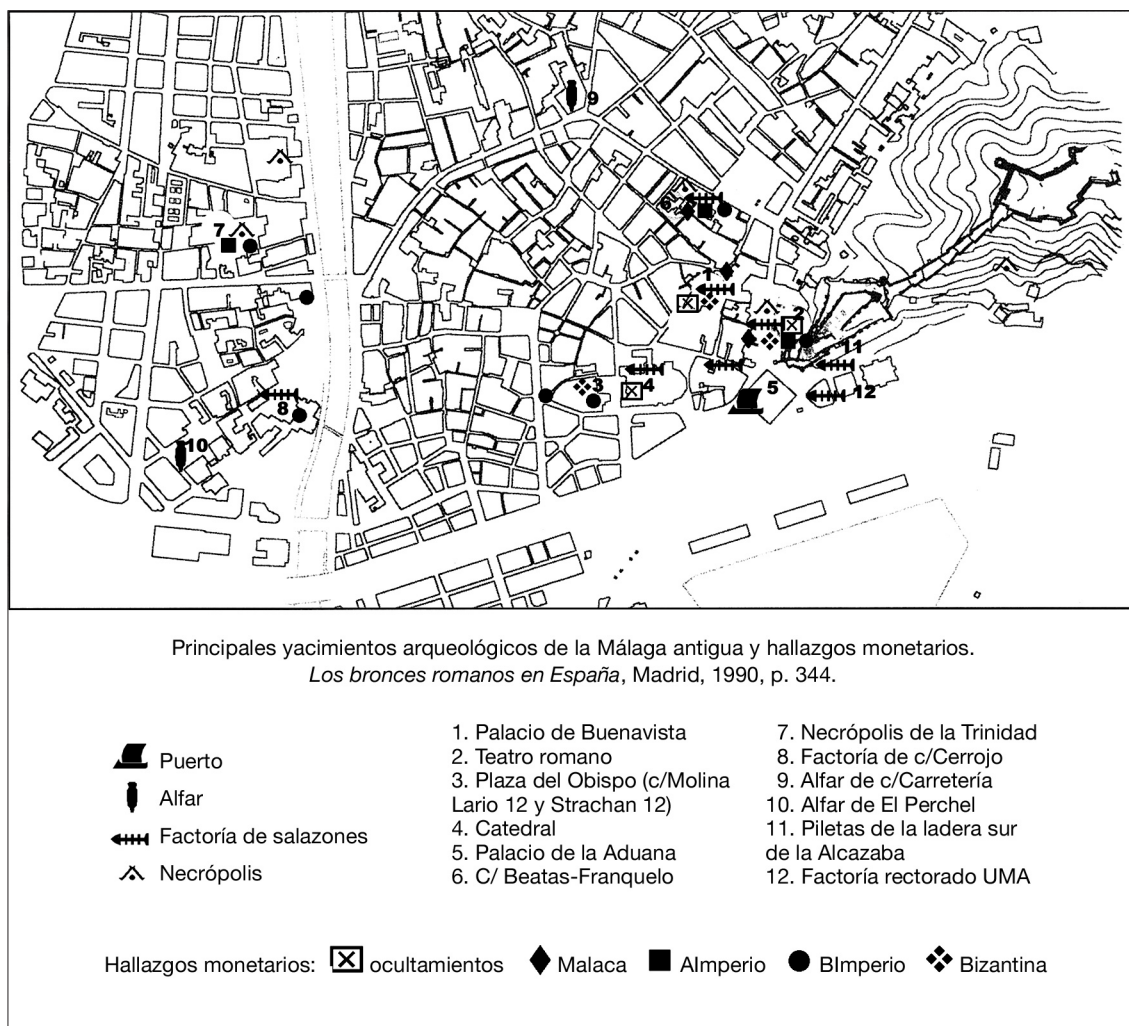 9
6
7
1
2
11
3
4
5
12
8
10
Principales yacimientos arqueológicos de la Málaga antigua y hallazgos monetarios.
Los bronces romanos en España, Madrid, 1990, p. 344.
Puerto
Alfar
Factoría de salazones
Necrópolis
1. Palacio de Buenavista
2. Teatro romano
3. Plaza del Obispo (c/Molina
Lario 12 y Strachan 12)
4. Catedral
5. Palacio de la Aduana
6. C/ Beatas-Franquelo
7. Necrópolis de la Trinidad
8. Factoría de c/Cerrojo
9. Alfar de c/Carretería
10. Alfar de El Perchel
11. Piletas de la ladera sur
de la Alcazaba
12. Factoría rectorado UMA
Hallazgos monetarios: ocultamientos Malaca AImperio BImperio Bizantina